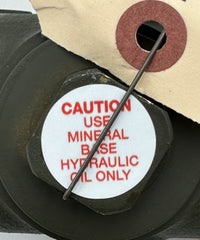 CAUTION
USE
MINERAL
BASE
HYDRAULIC
OIL ONLY